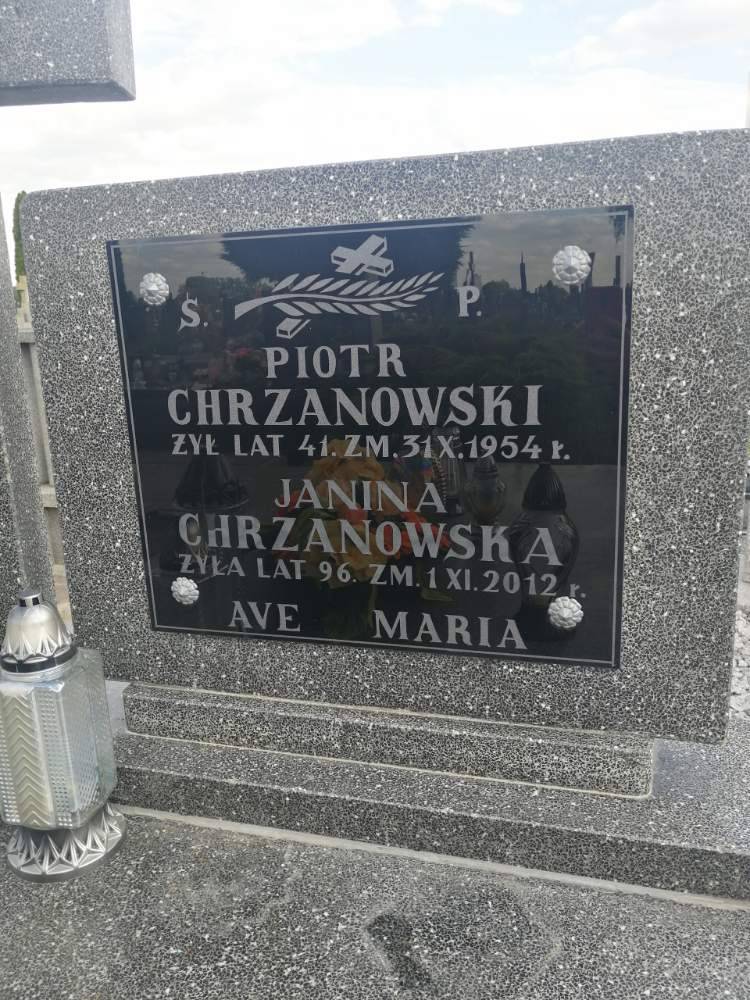 S. P.
PIOTR
CHRZANOWSKI
ŻYŁ LAT 41. ZM. 31 X. 1954 r.
JANINA
CHRZANOWSKA
ŻYŁA LAT 96. ZM. 1 XI. 2012 r.
AVE MARIA